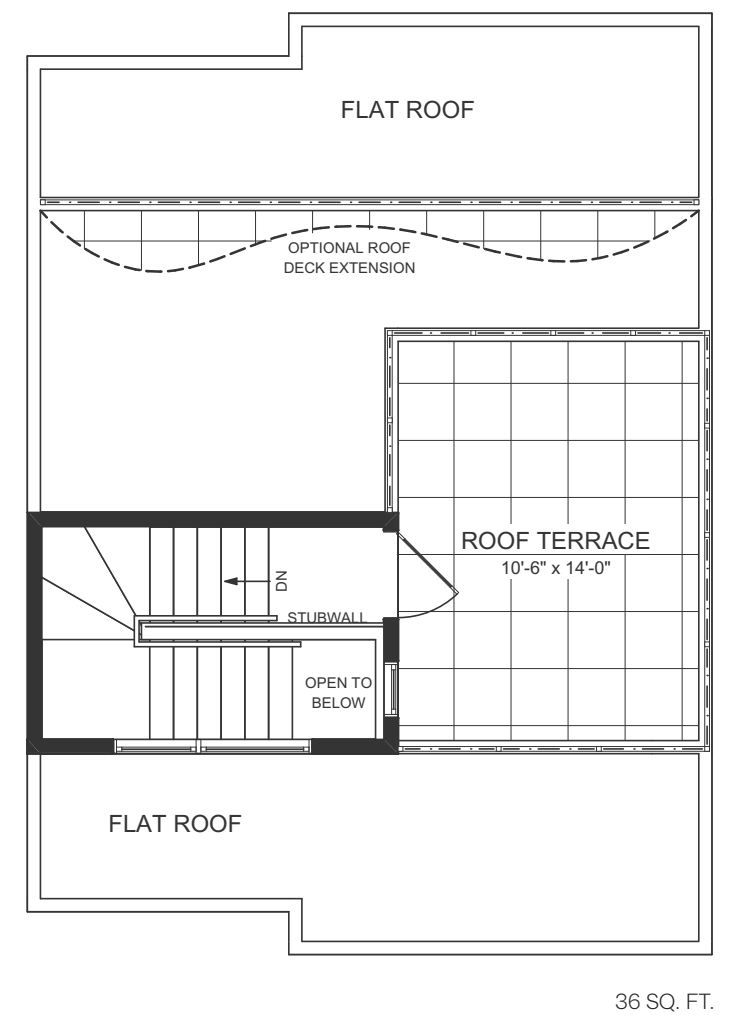 FLAT ROOF
OPTIONAL ROOF
DECK EXTENSION
ROOF TERRACE
10'-6" x 14'-0"
DN
STUBWALL
OPEN TO
BELOW
FLAT ROOF
36 SQ. FT.